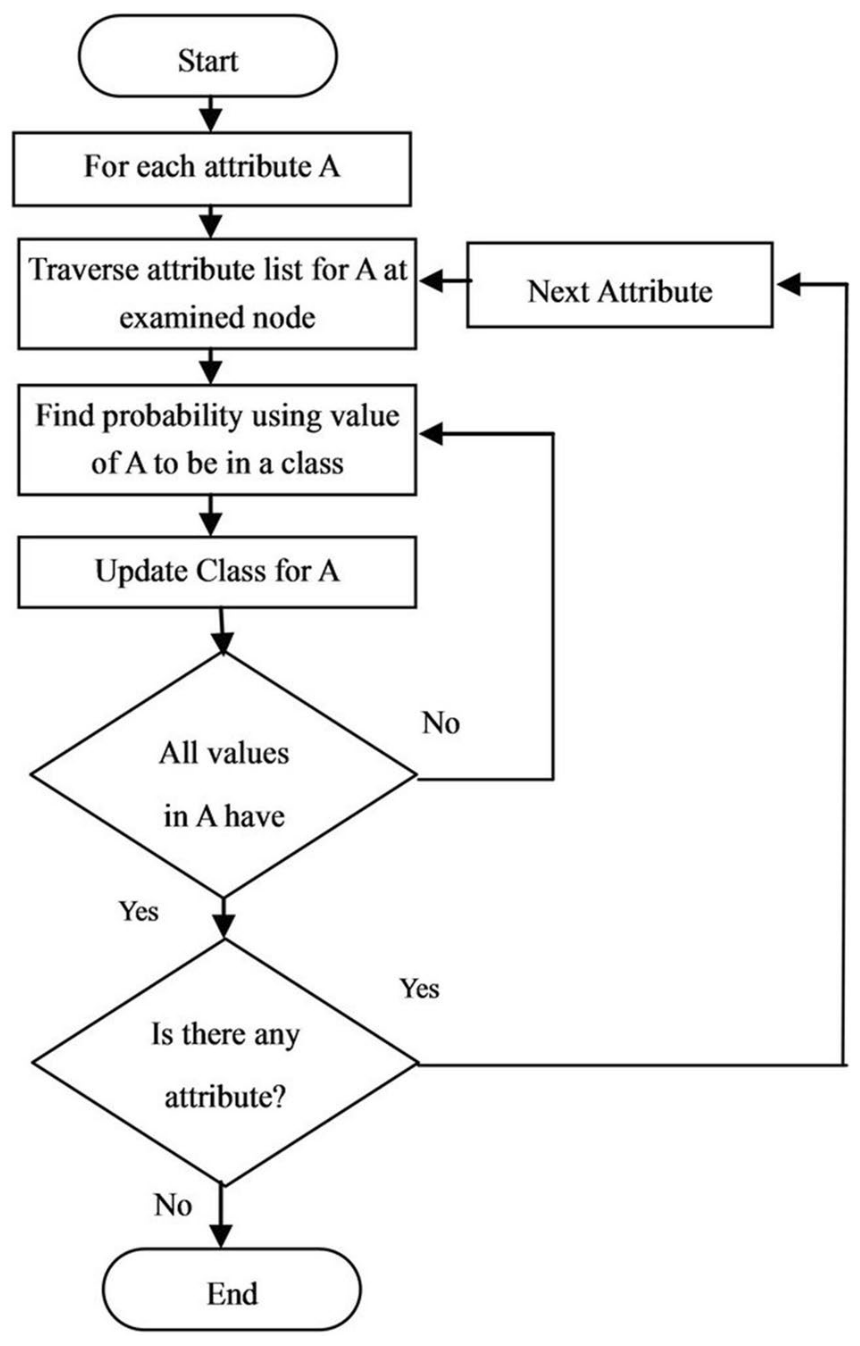 Start
For each attribute A
Traverse attribute list for A at
examined node
Next Attribute
Find probability using value
of A to be in a class
Update Class for A
No
All values
in A have
Yes
Yes
Is there any
attribute?
No
End